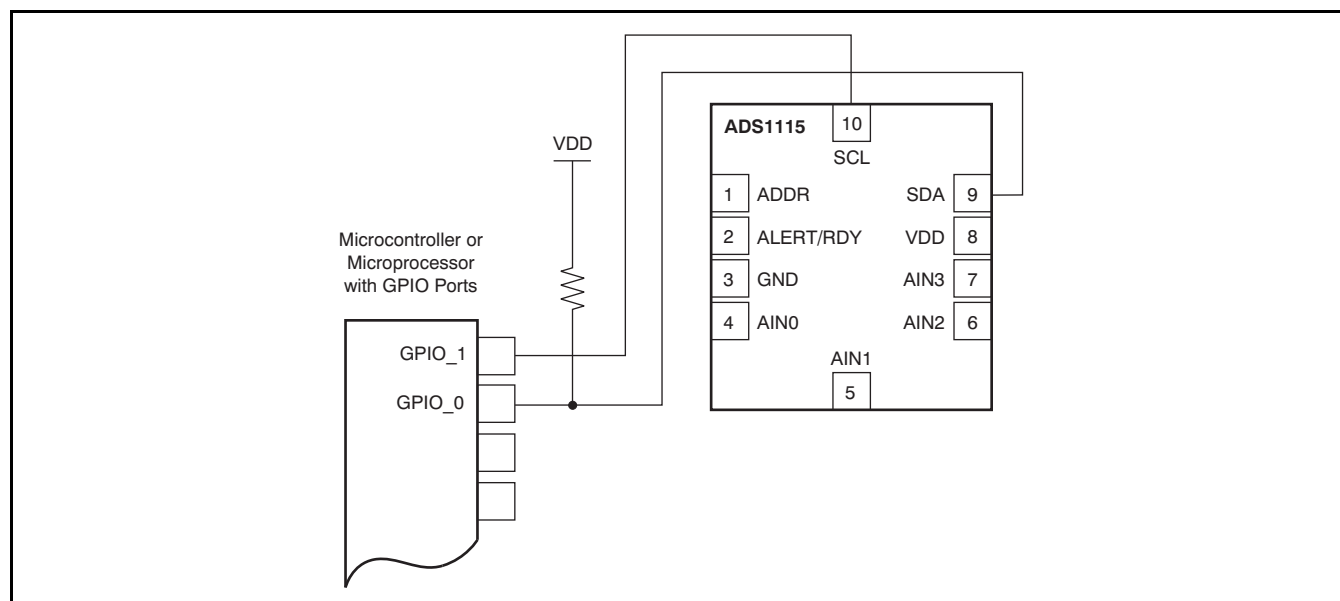 ADS1115
10
SCL
VDD
1 ADDR
SDA 9
2 ALERT/RDY
VDD 8
Microcontroller or
Microprocessor
with GPIO Ports
3 GND
AIN3 7
4 AIN0
AIN2 6
GPIO_1
AIN1
5
GPIO_0